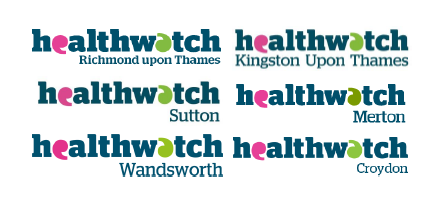 healthwatch
Richmond upon Thames
healthwatch
Kingston Upon Thames
healthwatch
Sutton
healthwatch
Merton
healthwatch
Wandsworth
healthwatch
Croydon